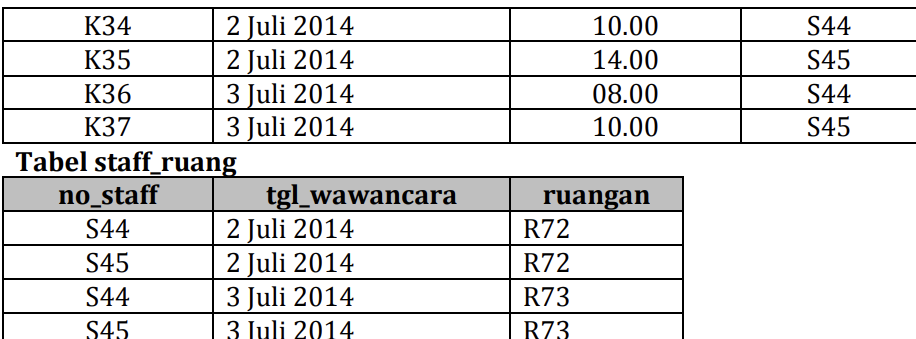 K34 2 Juli 2014 10.00 S44
K35 2 Juli 2014 14.00 S45
K36 3 Juli 2014 08.00 S44
K37 3 Juli 2014 10.00 S45
Tabel staff_ruang
no_staff tgl_wawancara ruangan
S44 2 Juli 2014 R72
S45 2 Juli 2014 R72
S44 3 Juli 2014 R73
S45 3 Juli 2014 R73